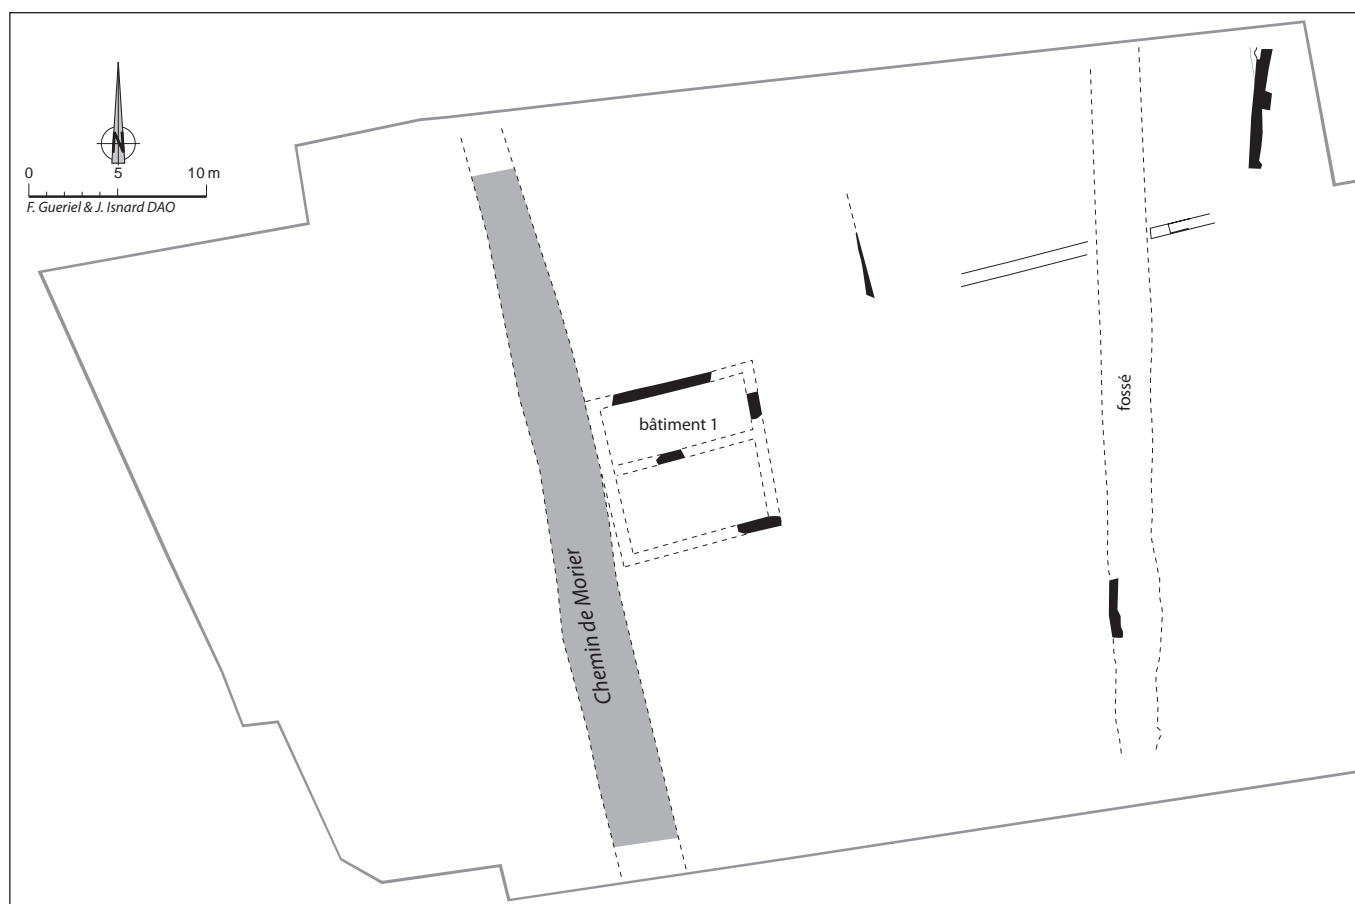 N
0 5 10 m
F. Gueriel & J. Isnard DAO
fossé
bâtiment 1
Chemin de Morier